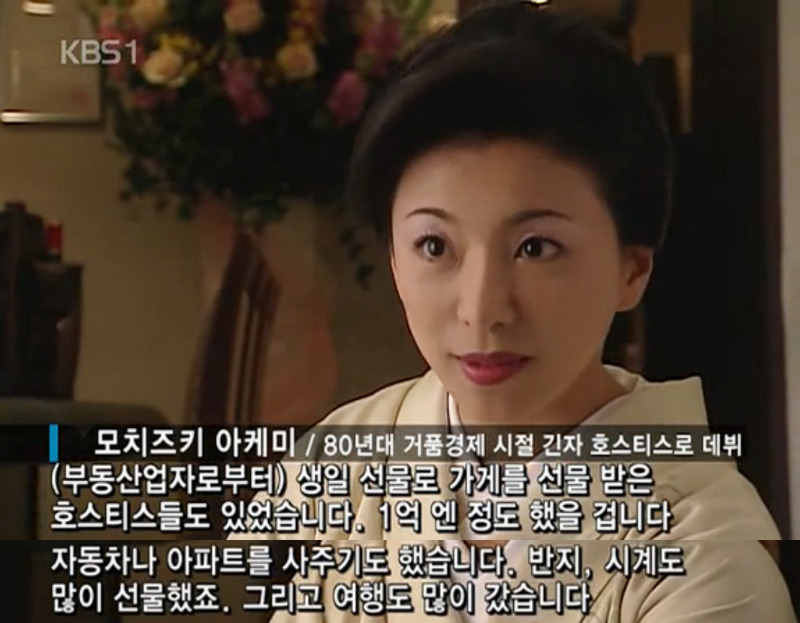 KBS1
모치즈키 아케미 / 80년대 거품경제 시절 긴자 호스티스로 데뷔
(부동산업자로부터) 생일 선물로 가게를 선물 받은
호스티스들도 있었습니다. 1억 엔 정도 했을 겁니다
자동차나 아파트를 사주기도 했습니다. 반지, 시계도
많이 선물했죠. 그리고 여행도 많이 갔습니다